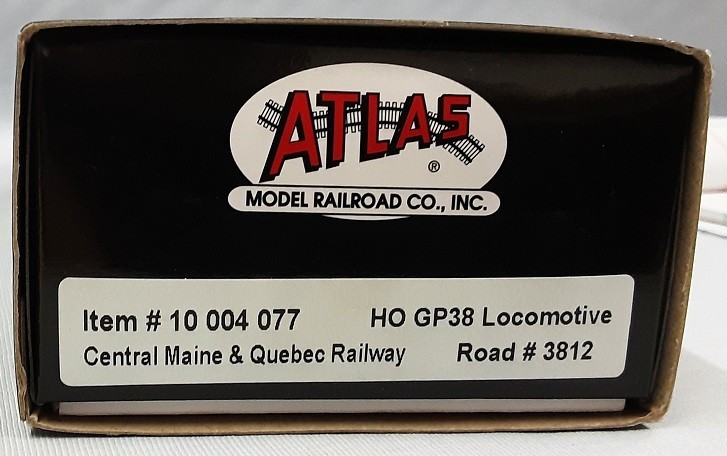 ATLAS
®
MODEL RAILROAD CO., INC.
Item # 10 004 077 HO GP38 Locomotive
Central Maine & Quebec Railway Road # 3812